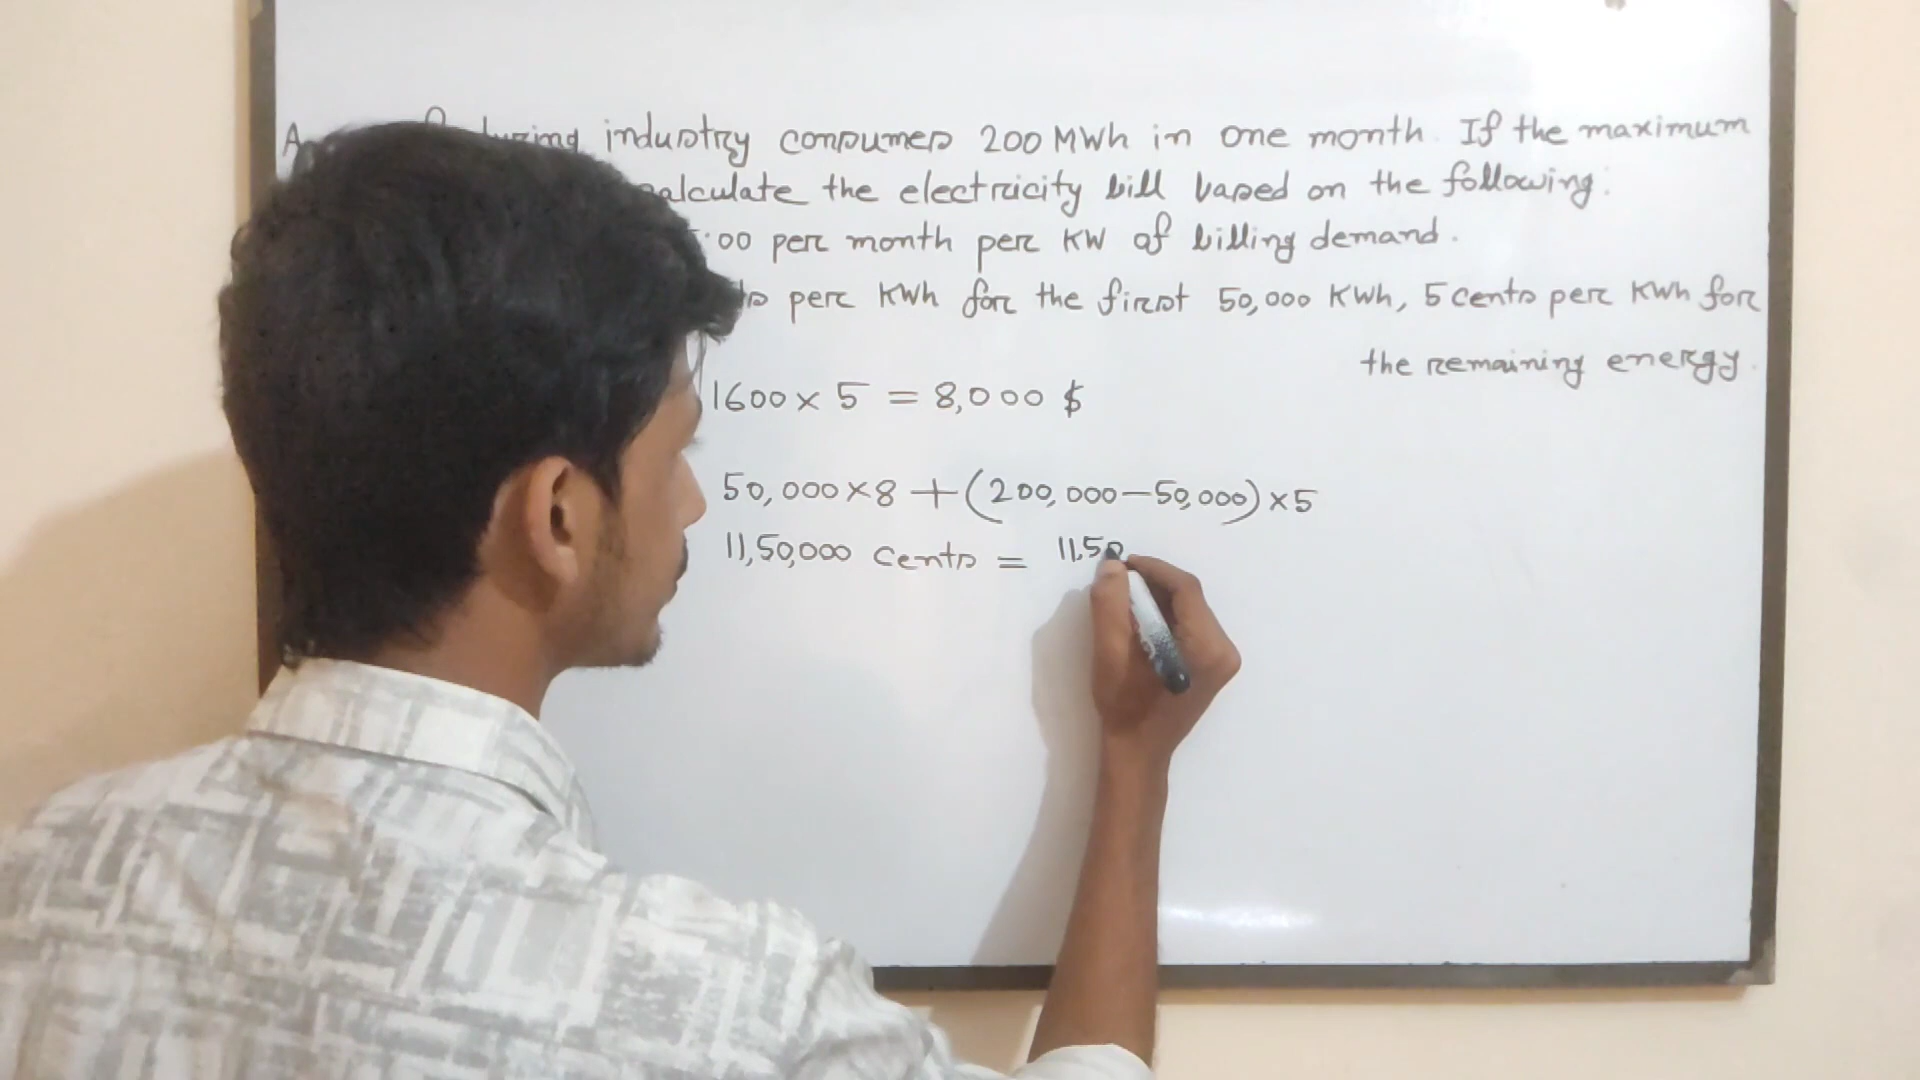 A industry consumes 200 MWh in one month. If the maximum
calculate the electricity bill based on the following:
.00 per month per KW of billing demand.
per KWh for the first 50,000 KWh, 5 cents per KWh for
the remaining energy.
1600 × 5 = 8,000 $
50,000 × 8 + (200,000 – 50,000) × 5
11,50,000 cents = 11,50